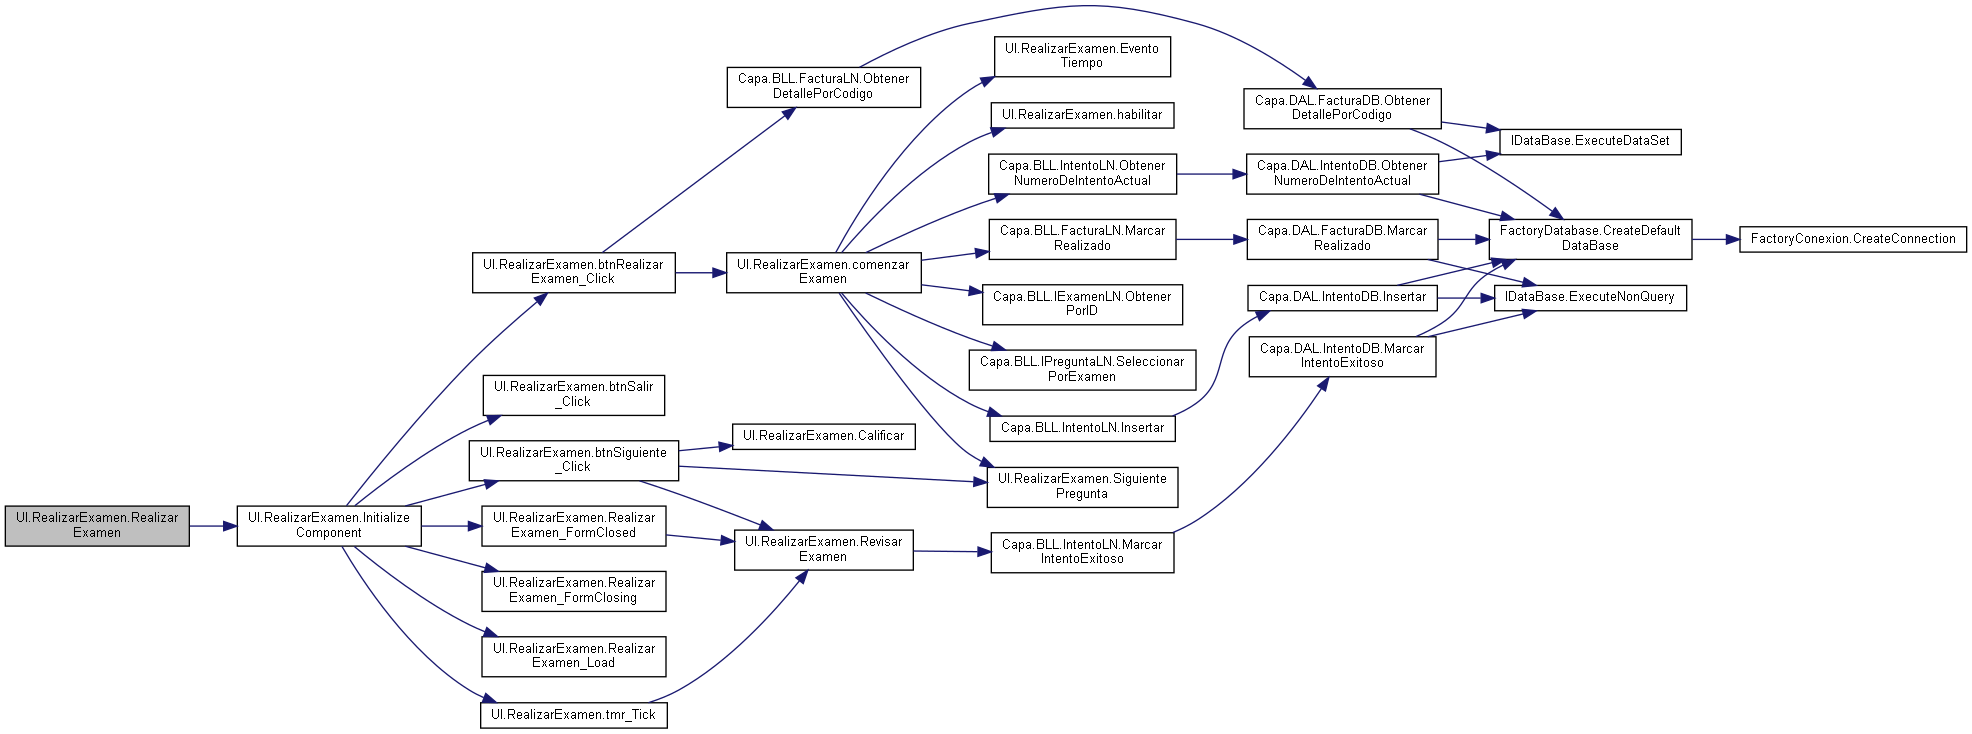 UI.RealizarExamen.Realizar
Examen
UI.RealizarExamen.Initialize
Component
UI.RealizarExamen.btnRealizar
Examen_Click
UI.RealizarExamen.btnSalir
_Click
UI.RealizarExamen.btnSiguiente
_Click
UI.RealizarExamen.Realizar
Examen_FormClosed
UI.RealizarExamen.Realizar
Examen_FormClosing
UI.RealizarExamen.Realizar
Examen_Load
UI.RealizarExamen.tmr_Tick
Capa.BLL.FacturaLN.Obtener
DetallePorCodigo
UI.RealizarExamen.comenzar
Examen
UI.RealizarExamen.Calificar
UI.RealizarExamen.Revisar
Examen
UI.RealizarExamen.Evento
Tiempo
UI.RealizarExamen.habilitar
Capa.BLL.IntentoLN.Obtener
NumeroDeIntentoActual
Capa.BLL.FacturaLN.Marcar
Realizado
Capa.BLL.IExamenLN.Obtener
PorID
Capa.BLL.IPreguntaLN.Seleccionar
PorExamen
Capa.BLL.IntentoLN.Insertar
UI.RealizarExamen.Siguiente
Pregunta
Capa.BLL.IntentoLN.Marcar
IntentoExitoso
Capa.DAL.FacturaDB.Obtener
DetallePorCodigo
Capa.DAL.IntentoDB.Obtener
NumeroDeIntentoActual
Capa.DAL.FacturaDB.Marcar
Realizado
Capa.DAL.IntentoDB.Insertar
Capa.DAL.IntentoDB.Marcar
IntentoExitoso
IDataBase.ExecuteDataSet
FactoryDatabase.CreateDefault
DataBase
IDataBase.ExecuteNonQuery
FactoryConexion.CreateConnection